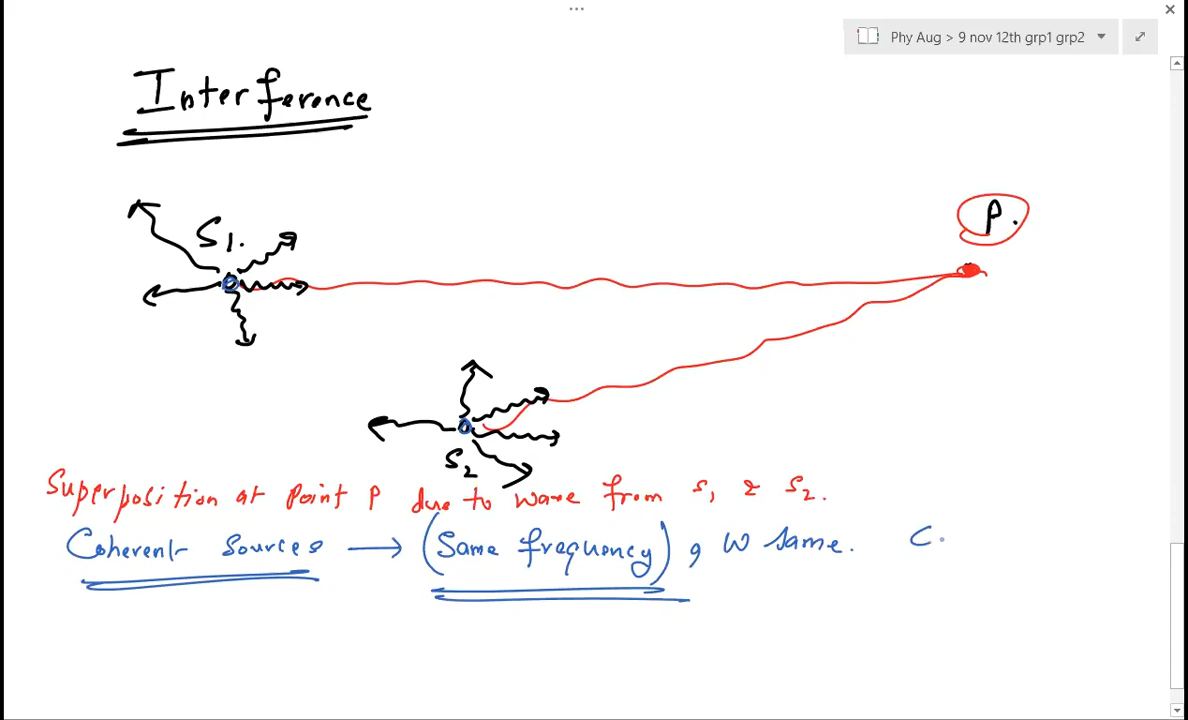 Phy Aug > 9 nov 12th grp1 grp2
Interference
S1.
P.
S2
Superposition at Point P due to wave from S1 & S2.
Coherent Sources → (Same frequency), W same. C.